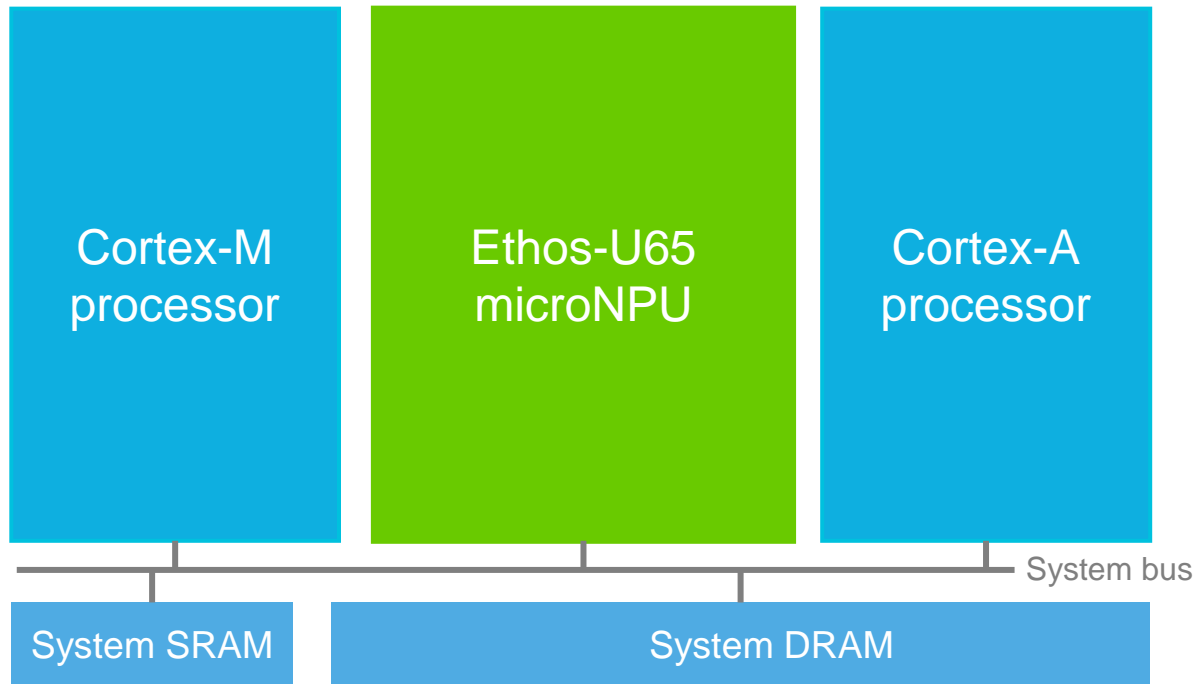 Cortex-M
processor
Ethos-U65
microNPU
Cortex-A
processor
System bus
System SRAM
System DRAM